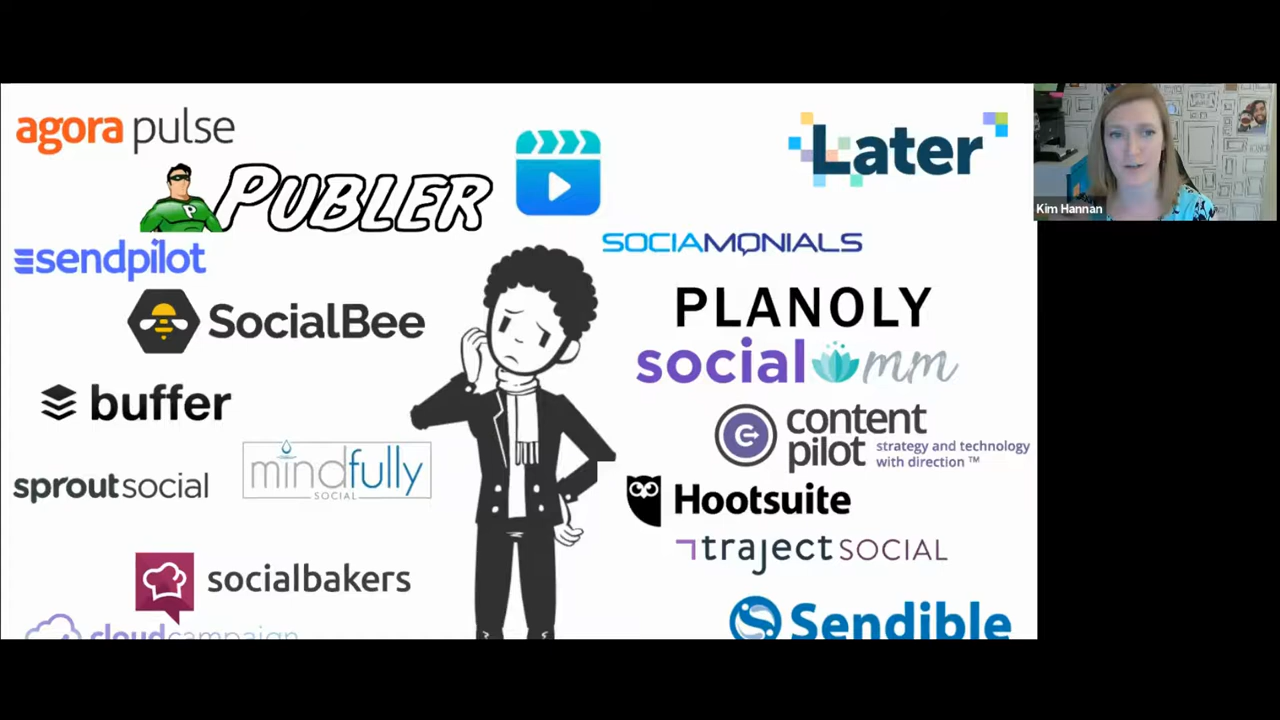 agora pulse
PUBLER
sendpilot
SocialBee
buffer
mindfully
SOCIAL
sproutsocial
socialbakers
cloudcampaign
Later
SOCIAMONIALS
PLANOLY
social mm
content
pilot
strategy and technology
with direction ™
Hootsuite
trajectSOCIAL
Sendible
Kim Hannan
P